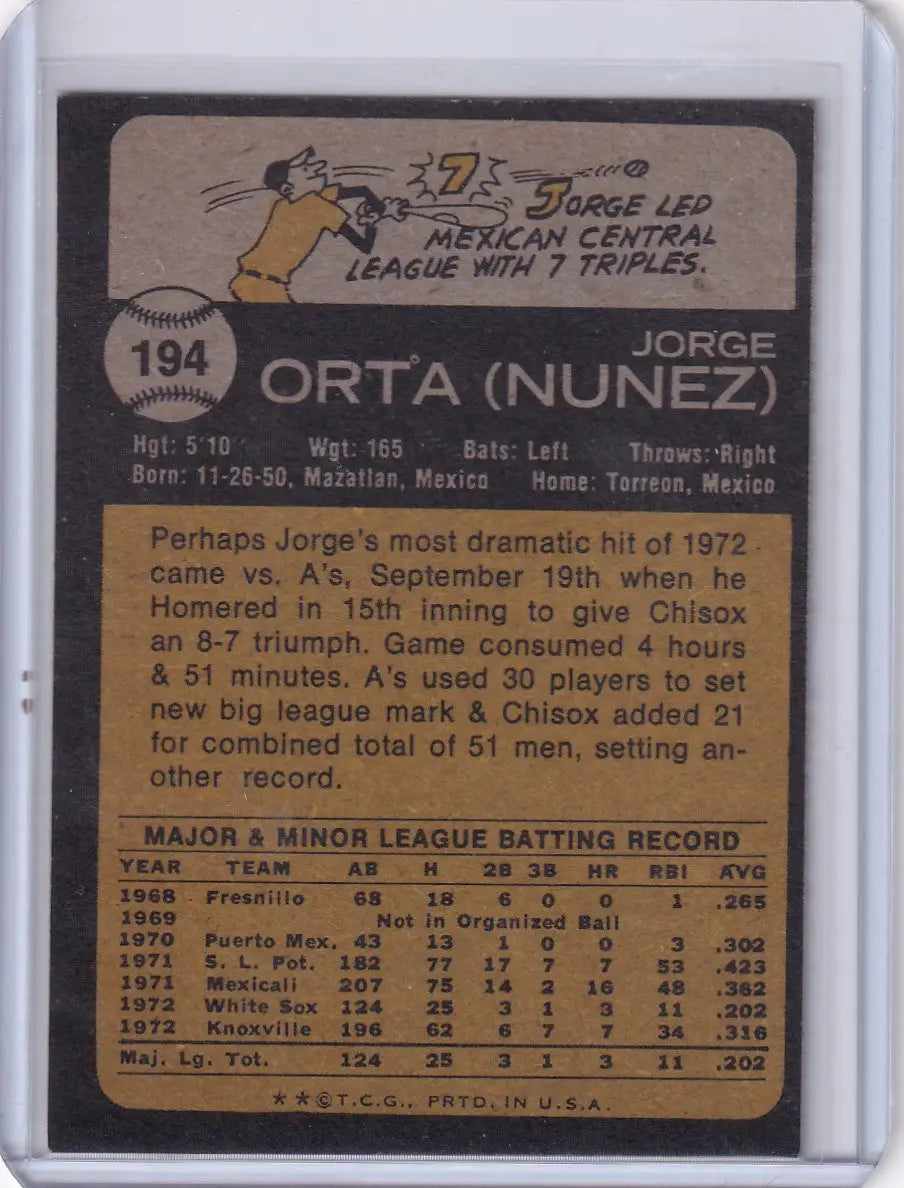 7
JORGE LED
MEXICAN CENTRAL
LEAGUE WITH 7 TRIPLES.
194
JORGE
ORTA (NUNEZ)
Hgt: 5'10 Wgt: 165 Bats: Left Throws: Right
Born: 11-26-50, Mazatlan, Mexico Home: Torreon, Mexico
Perhaps Jorge's most dramatic hit of 1972
came vs. A's, September 19th when he
Homered in 15th inning to give Chisox
an 8-7 triumph. Game consumed 4 hours
& 51 minutes. A's used 30 players to set
new big league mark & Chisox added 21
for combined total of 51 men, setting an-
other record.
MAJOR & MINOR LEAGUE BATTING RECORD
YEAR TEAM AB H 2B 3B HR RBI AVG
1968 Fresnillo 68 18 6 0 0 1 .265
1969 Not in Organized Ball
1970 Puerto Mex. 43 13 1 0 0 3 .302
1971 S. L. Pot. 182 77 17 7 7 53 .423
1971 Mexicali 207 75 14 2 16 48 .362
1972 White Sox 124 25 3 1 3 11 .202
1972 Knoxville 196 62 6 7 7 34 .316
Maj. Lg. Tot. 124 25 3 1 3 11 .202
★★©T.C.G., PRTD. IN U.S.A.